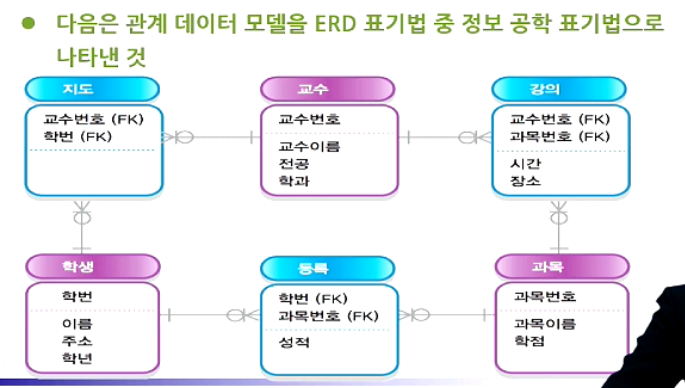 다음은 관계 데이터 모델을 ERD 표기법 중 정보 공학 표기법으로
나타낸 것
지도
교수번호 (FK)
학번 (FK)
교수
교수번호
교수이름
전공
학과
강의
교수번호 (FK)
과목번호 (FK)
시간
장소
학생
학번
이름
주소
학년
등록
학번 (FK)
과목번호 (FK)
성적
과목
과목번호
과목이름
학점